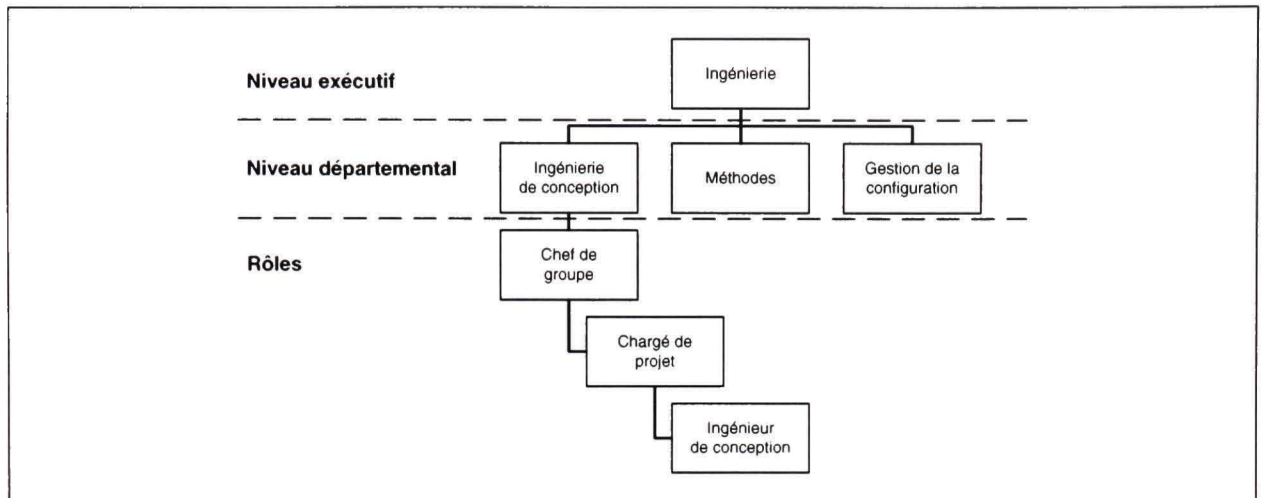 Niveau exécutif
Ingénierie
Niveau départemental
Ingénierie
de conception
Méthodes
Gestion de la
configuration
Rôles
Chef de
groupe
Chargé de
projet
Ingénieur
de conception